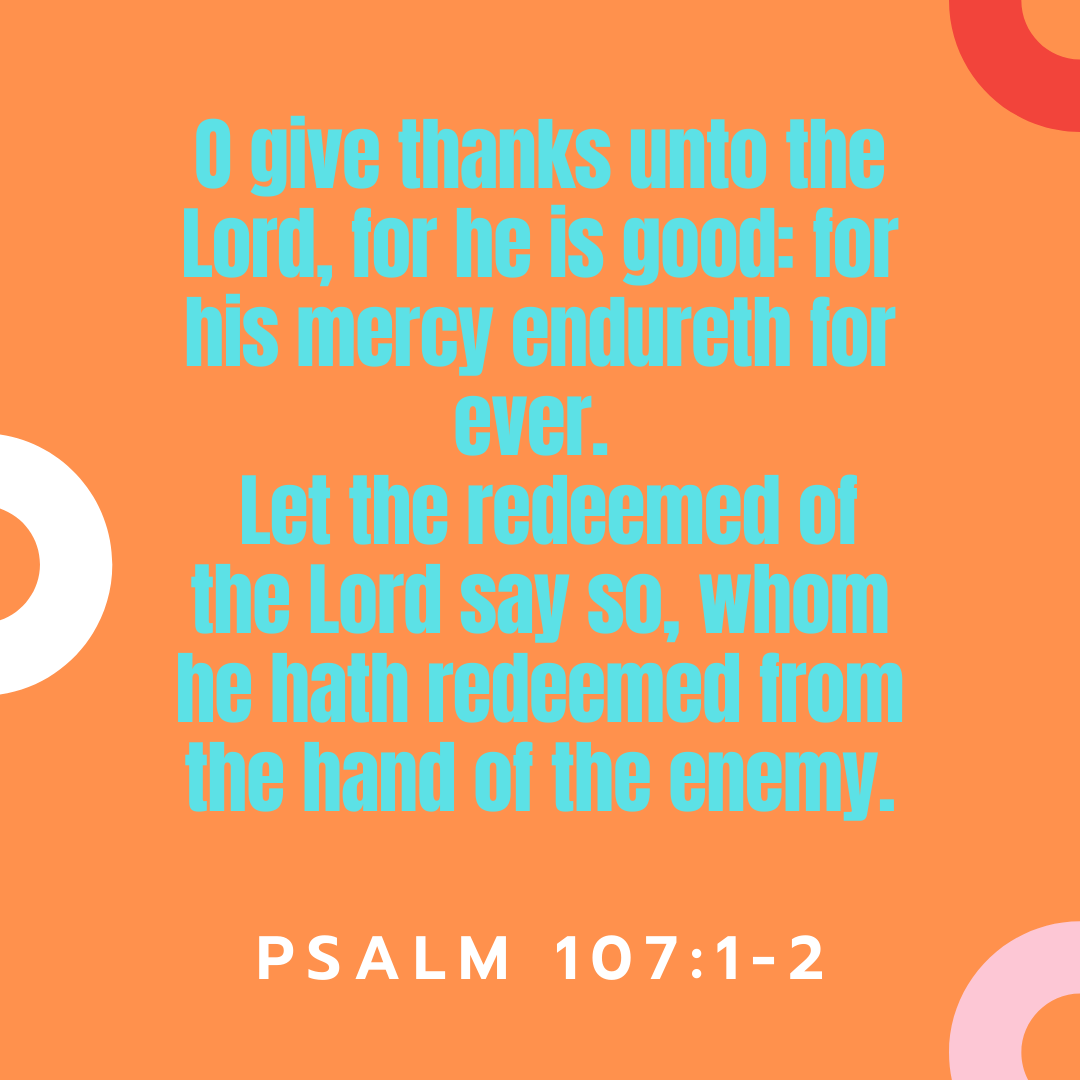 O give thanks unto the
Lord, for he is good: for
his mercy endureth for
ever.
Let the redeemed of
the Lord say so, whom
he hath redeemed from
the hand of the enemy.
PSALM 107:1-2